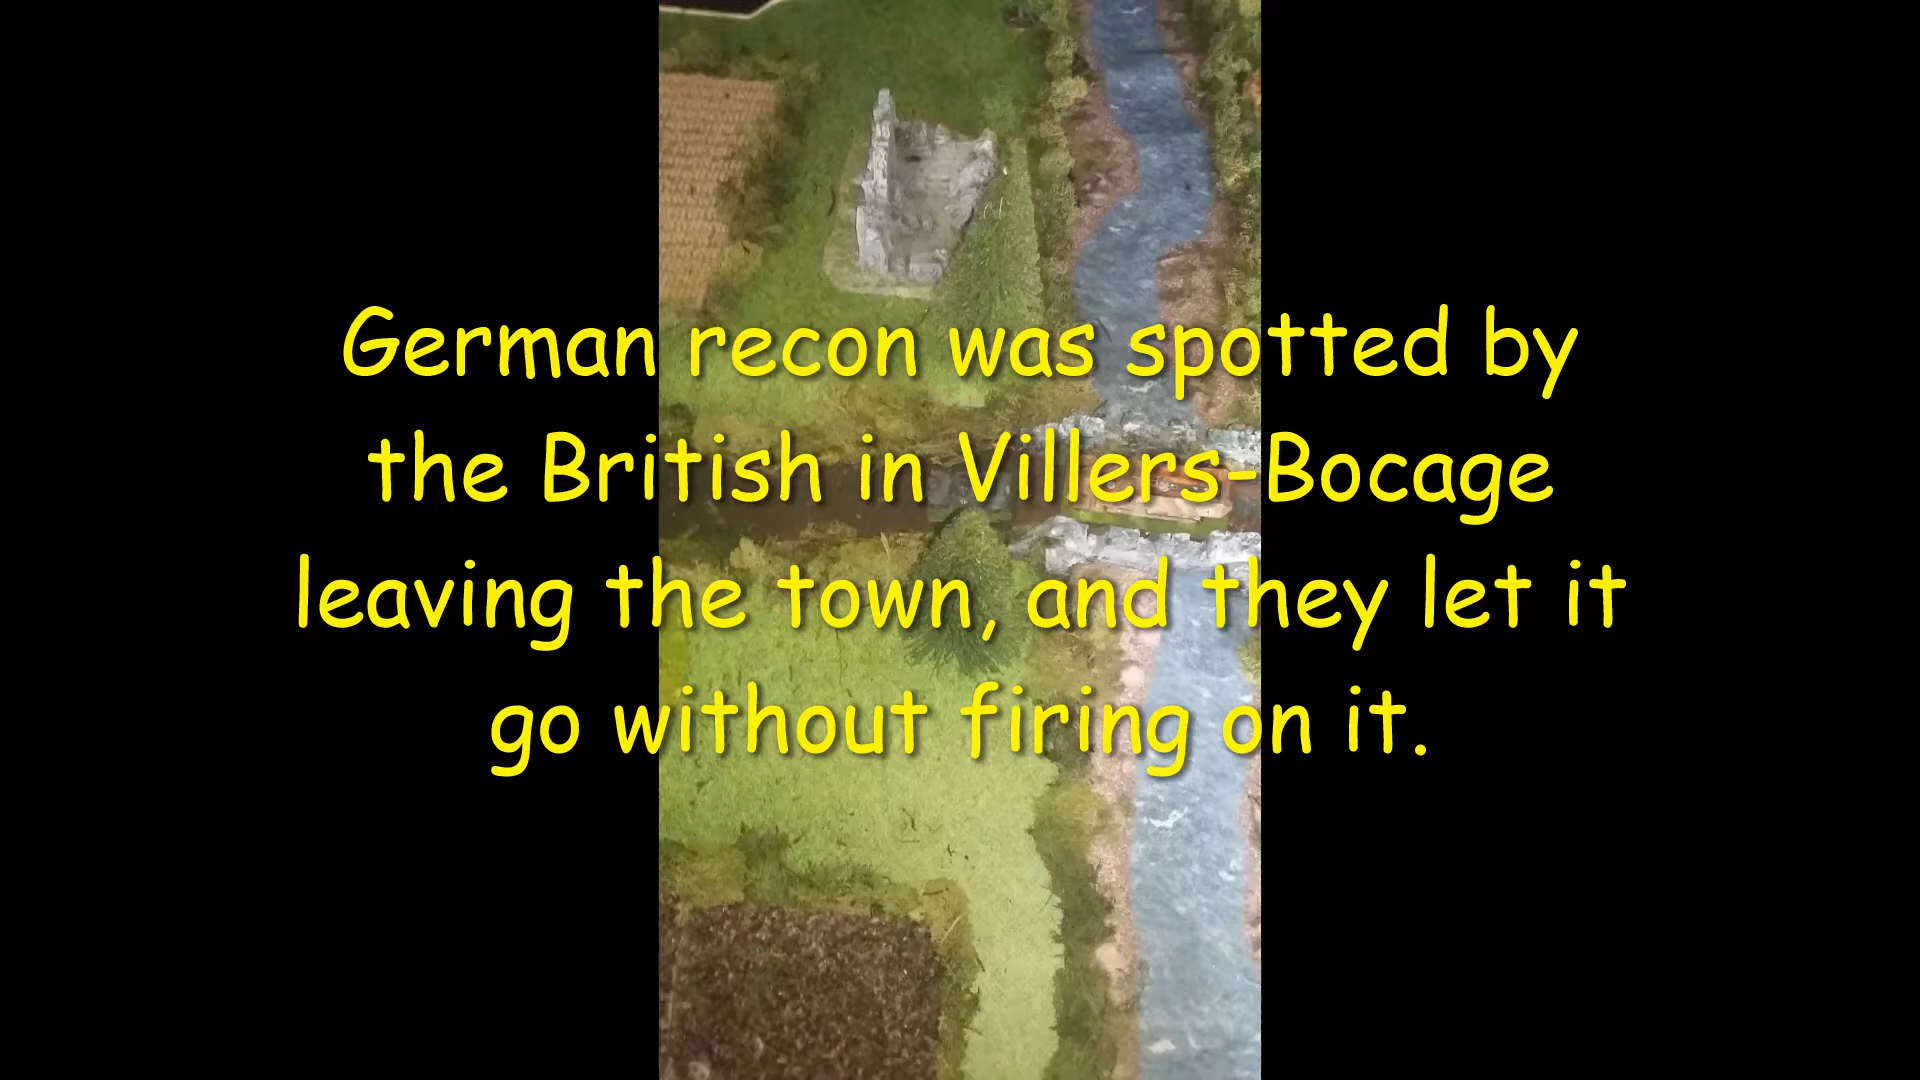 German recon was spotted by
the British in Villers-Bocage
leaving the town, and they let it
go without firing on it.